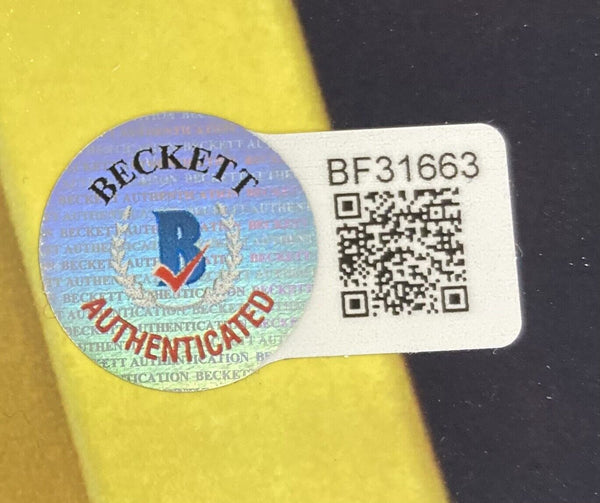 BECKETT
B
AUTHENTICATED
BF31663